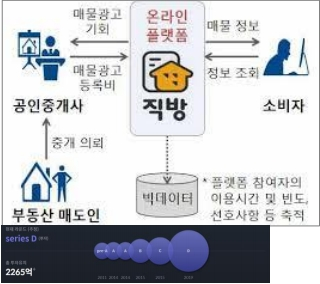 온라인
플랫폼
매물광고
기회
매물 정보
매물광고
등록비
정보 조회
직방
공인중개사
소비자
중개 의뢰
부동산 매도인
빅데이터
* 플랫폼 참여자의
이용시간 및 빈도,
선호사항 등 축적
series D
2265억